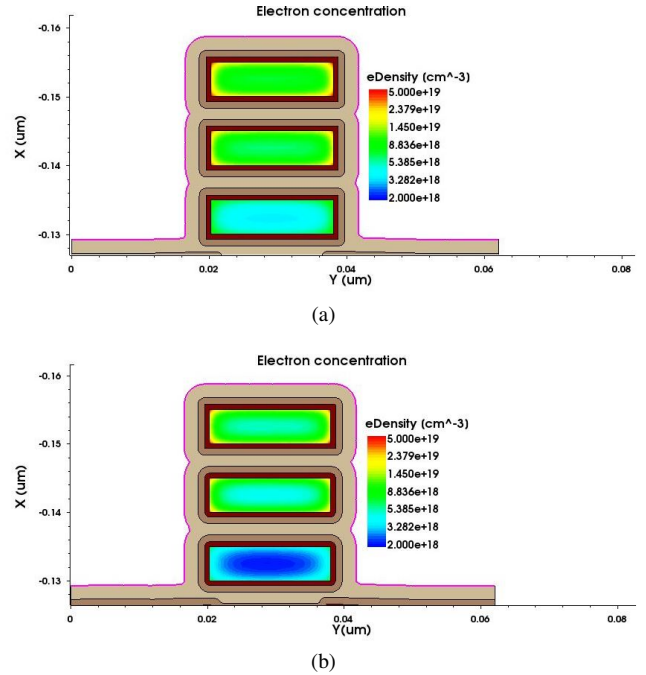 Electron concentration
-0.16
eDensity (cm^-3)
5.000e+19
2.379e+19
1.450e+19
8.836e+18
5.385e+18
3.282e+18
2.000e+18
-0.15
X (um)
-0.14
-0.13
0
0.02
0.04
0.06
0.08
Y (um)
(a)
Electron concentration
-0.16
eDensity (cm^-3)
5.000e+19
2.379e+19
1.450e+19
8.836e+18
5.385e+18
3.282e+18
2.000e+18
-0.15
X (um)
-0.14
-0.13
0
0.02
0.04
0.06
0.08
Y(um)
(b)